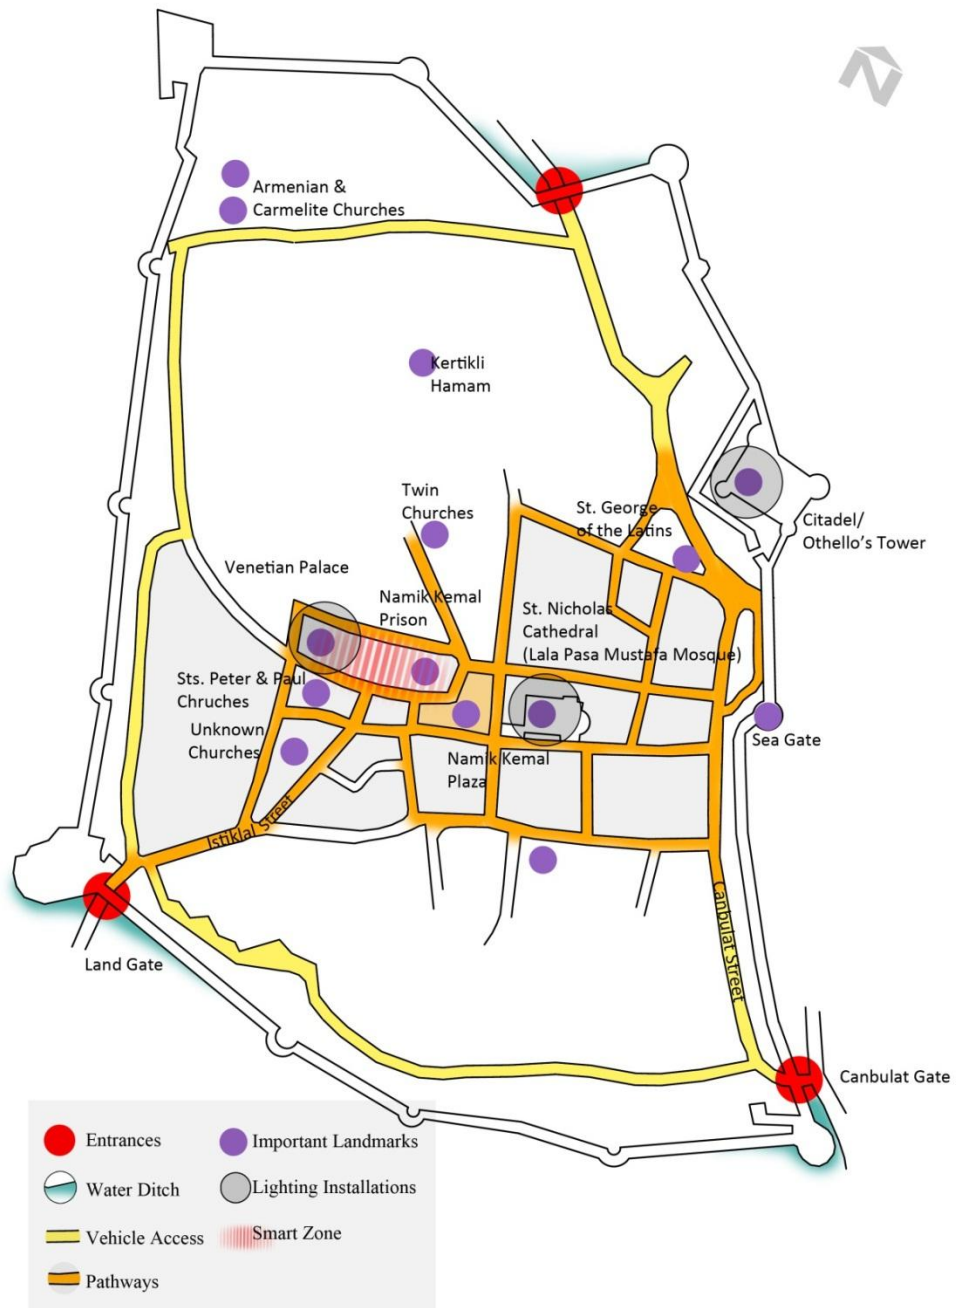 N
Armenian &
Carmelite Churches
Kertikli
Hamam
Twin
Churches
St. George
of the Latins
Citadel/
Othello's Tower
Venetian Palace
Namik Kemal
Prison
St. Nicholas
Cathedral
(Lala Pasa Mustafa Mosque)
Sts. Peter & Paul
Chruches
Unknown
Churches
Sea Gate
Namik Kemal
Plaza
Istiklal Street
Canbulat Street
Land Gate
Canbulat Gate
Entrances
Important Landmarks
Water Ditch
Lighting Installations
Vehicle Access
Smart Zone
Pathways